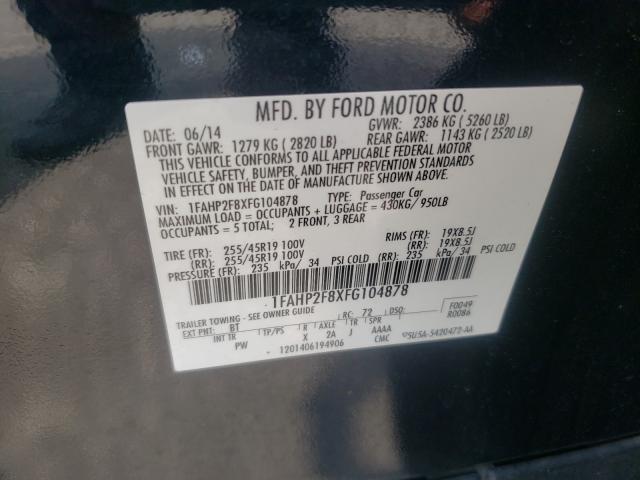 MFD. BY FORD MOTOR CO.
DATE: 06/14 GVWR: 2386 KG ( 5260 LB)
FRONT GAWR: 1279 KG ( 2820 LB) REAR GAWR: 1143 KG ( 2520 LB)
THIS VEHICLE CONFORMS TO ALL APPLICABLE FEDERAL MOTOR
VEHICLE SAFETY, BUMPER, AND THEFT PREVENTION STANDARDS
IN EFFECT ON THE DATE OF MANUFACTURE SHOWN ABOVE.
VIN: 1FAHP2F8XFG104878 TYPE: Passenger Car
MAXIMUM LOAD = OCCUPANTS + LUGGAGE = 430KG/ 950LB
OCCUPANTS = 5 TOTAL; 2 FRONT, 3 REAR
TIRE (FR): 255/45R19 100V RIMS (FR): 19X8.5J
(RR): 255/45R19 100V (RR): 19X8.5J
PRESSURE (FR): 235 kPa/ 34 PSI COLD (RR): 235 kPa/ 34 PSI COLD
1FAHP2F8XFG104878
TRAILER TOWING - SEE OWNER GUIDE F0049
EXT PNT: BT RC: 72 DSO: R0086
INT TR TP/PS R AXLE TR SPR
PW X 2A J AAAA
1201406194906 CMC 5U5A-5420472-AA